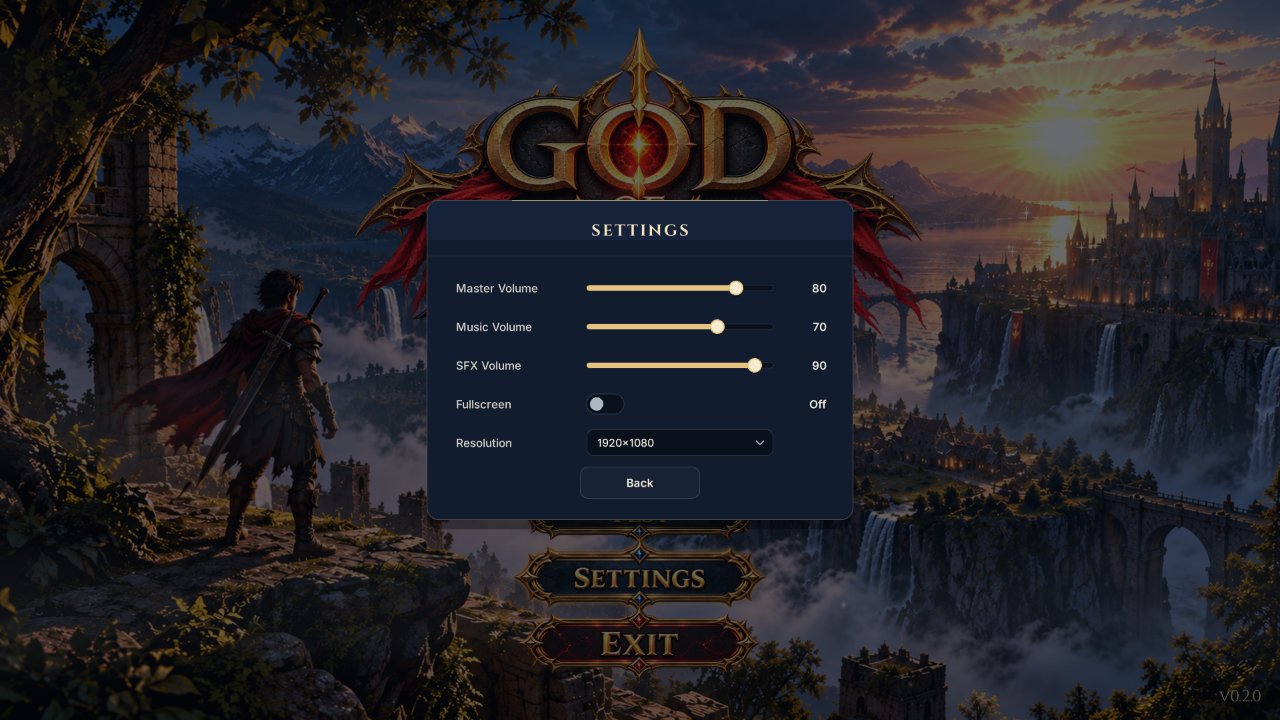 GOD
SETTINGS
Master Volume 80
Music Volume 70
SFX Volume 90
Fullscreen Off
Resolution 1920×1080
Back
SETTINGS
EXIT
V0.2.0